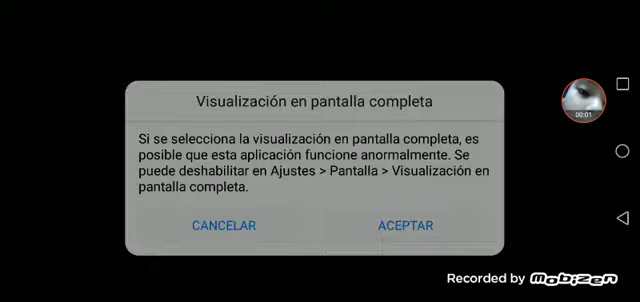 Visualización en pantalla completa
Si se selecciona la visualización en pantalla completa, es
posible que esta aplicación funcione anormalmente. Se
puede deshabilitar en Ajustes > Pantalla > Visualización en
pantalla completa.
CANCELAR ACEPTAR
00:01
Recorded by Mobizen